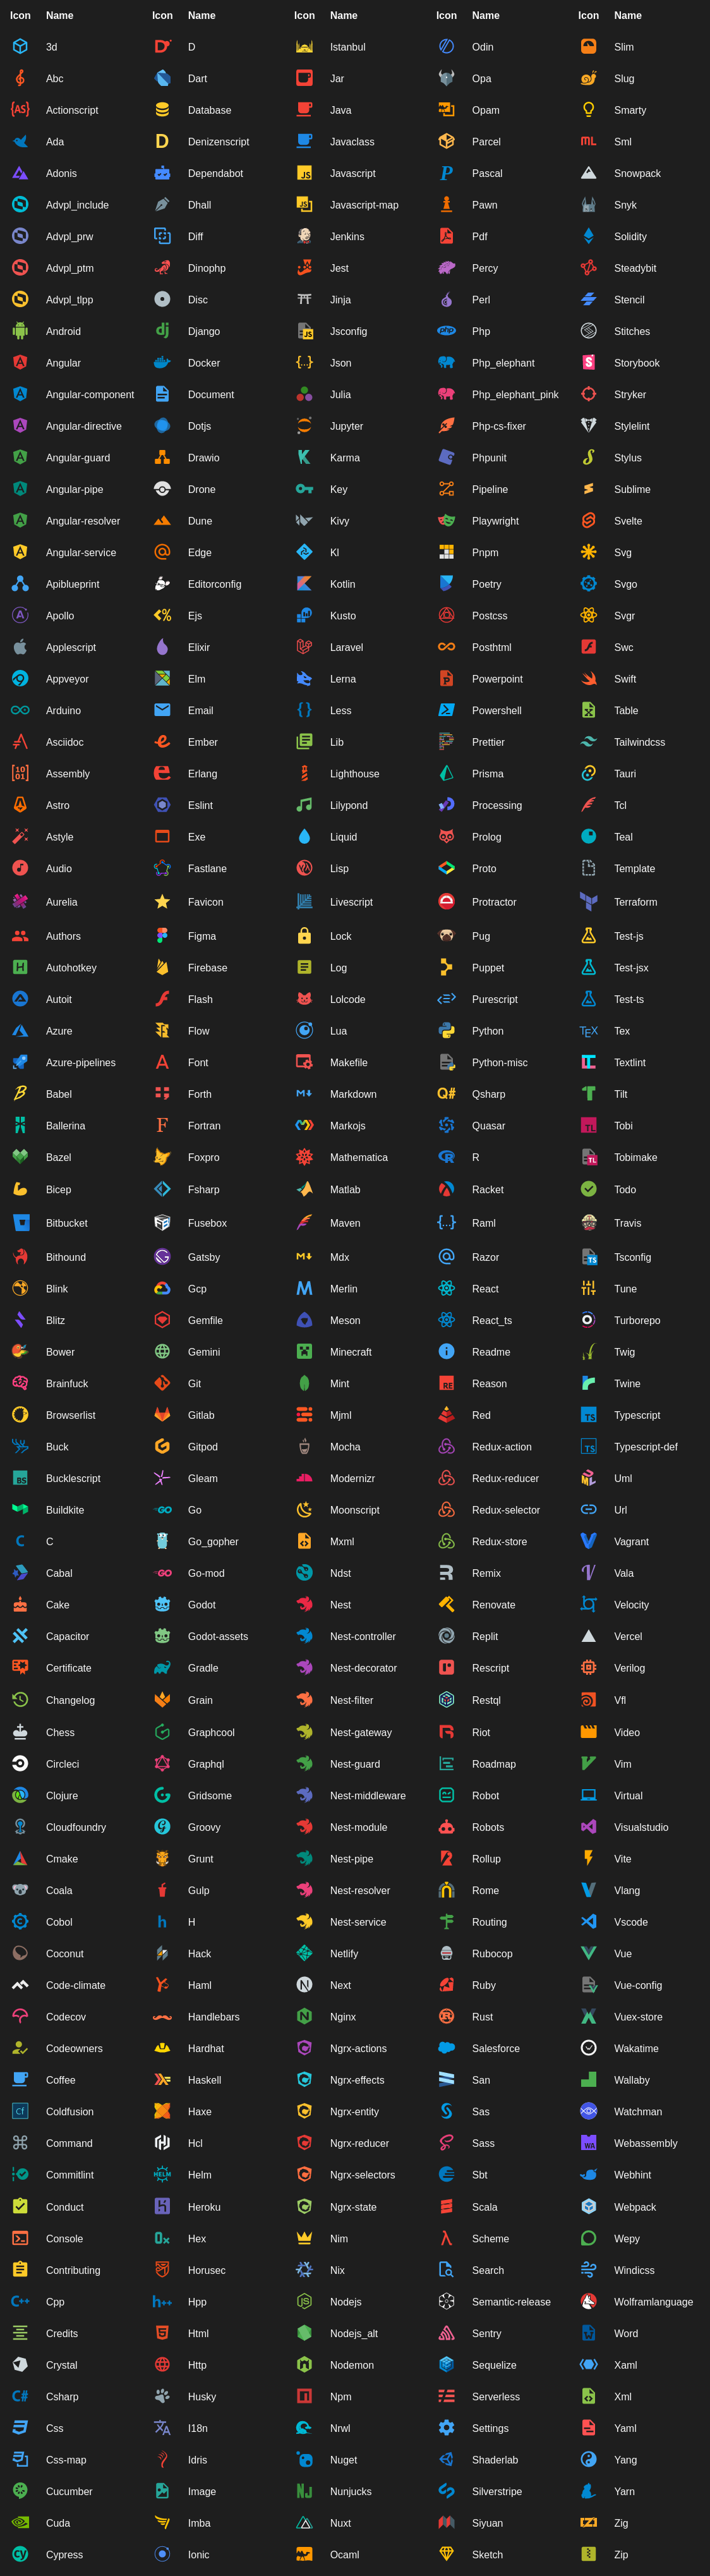 Icon Name Icon Name Icon Name Icon Name Icon Name
3d D Istanbul Odin Slim
Abc Dart Jar Opa Slug
Actionscript Database Java Opam Smarty
Ada Denizenscript Javaclass Parcel Sml
Adonis Dependabot Javascript Pascal Snowpack
Advpl_include Dhall Javascript-map Pawn Snyk
Advpl_prw Diff Jenkins Pdf Solidity
Advpl_ptm Dinophp Jest Percy Steadybit
Advpl_tlpp Disc Jinja Perl Stencil
Android Django Jsconfig Php Stitches
Angular Docker Json Php_elephant Storybook
Angular-component Document Julia Php_elephant_pink Stryker
Angular-directive Dotjs Jupyter Php-cs-fixer Stylelint
Angular-guard Drawio Karma Phpunit Stylus
Angular-pipe Drone Key Pipeline Sublime
Angular-resolver Dune Kivy Playwright Svelte
Angular-service Edge Kl Pnpm Svg
Apiblueprint Editorconfig Kotlin Poetry Svgo
Apollo Ejs Kusto Postcss Svgr
Applescript Elixir Laravel Posthtml Swc
Appveyor Elm Lerna Powerpoint Swift
Arduino Email Less Powershell Table
Asciidoc Ember Lib Prettier Tailwindcss
Assembly Erlang Lighthouse Prisma Tauri
Astro Eslint Lilypond Processing Tcl
Astyle Exe Liquid Prolog Teal
Audio Fastlane Lisp Proto Template
Aurelia Favicon Livescript Protractor Terraform
Authors Figma Lock Pug Test-js
Autohotkey Firebase Log Puppet Test-jsx
Autoit Flash Lolcode Purescript Test-ts
Azure Flow Lua Python Tex
Azure-pipelines Font Makefile Python-misc Textlint
Babel Forth Markdown Qsharp Tilt
Ballerina Fortran Markojs Quasar Tobi
Bazel Foxpro Mathematica R Tobimake
Bicep Fsharp Matlab Racket Todo
Bitbucket Fusebox Maven Raml Travis
Bithound Gatsby Mdx Razor Tsconfig
Blink Gcp Merlin React Tune
Blitz Gemfile Meson React_ts Turborepo
Bower Gemini Minecraft Readme Twig
Brainfuck Git Mint Reason Twine
Browserlist Gitlab Mjml Red Typescript
Buck Gitpod Mocha Redux-action Typescript-def
Bucklescript Gleam Modernizr Redux-reducer Uml
Buildkite Go Moonscript Redux-selector Url
C Go_gopher Mxml Redux-store Vagrant
Cabal Go-mod Ndst Remix Vala
Cake Godot Nest Renovate Velocity
Capacitor Godot-assets Nest-controller Replit Vercel
Certificate Gradle Nest-decorator Rescript Verilog
Changelog Grain Nest-filter Restql Vfl
Chess Graphcool Nest-gateway Riot Video
Circleci Graphql Nest-guard Roadmap Vim
Clojure Gridsome Nest-middleware Robot Virtual
Cloudfoundry Groovy Nest-module Robots Visualstudio
Cmake Grunt Nest-pipe Rollup Vite
Coala Gulp Nest-resolver Rome Vlang
Cobol H Nest-service Routing Vscode
Coconut Hack Netlify Rubocop Vue
Code-climate Haml Next Ruby Vue-config
Codecov Handlebars Nginx Rust Vuex-store
Codeowners Hardhat Ngrx-actions Salesforce Wakatime
Coffee Haskell Ngrx-effects San Wallaby
Coldfusion Haxe Ngrx-entity Sas Watchman
Command Hcl Ngrx-reducer Sass Webassembly
Commitlint Helm Ngrx-selectors Sbt Webhint
Conduct Heroku Ngrx-state Scala Webpack
Console Hex Nim Scheme Wepy
Contributing Horusec Nix Search Windicss
Cpp Hpp Nodejs Semantic-release Wolframlanguage
Credits Html Nodejs_alt Sentry Word
Crystal Http Nodemon Sequelize Xaml
Csharp Husky Npm Serverless Xml
Css I18n Nrwl Settings Yaml
Css-map Idris Nuget Shaderlab Yang
Cucumber Image Nunjucks Silverstripe Yarn
Cuda Imba Nuxt Siyuan Zig
Cypress Ionic Ocaml Sketch Zip